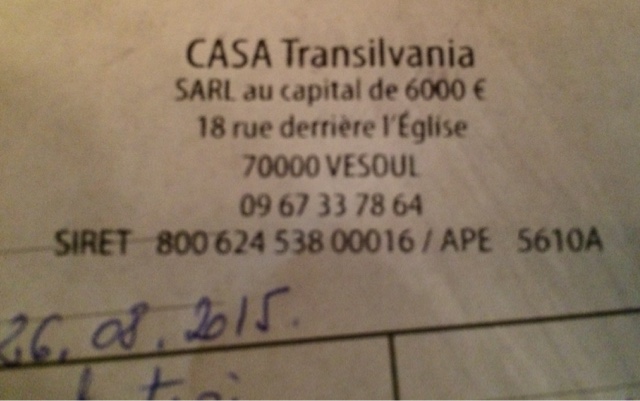 CASA Transilvania
SARL au capital de 6000 €
18 rue derrière l'Église
70000 VESOUL
09 67 33 78 64
SIRET 800 624 538 00016 / APE 5610A
26.08.2015.